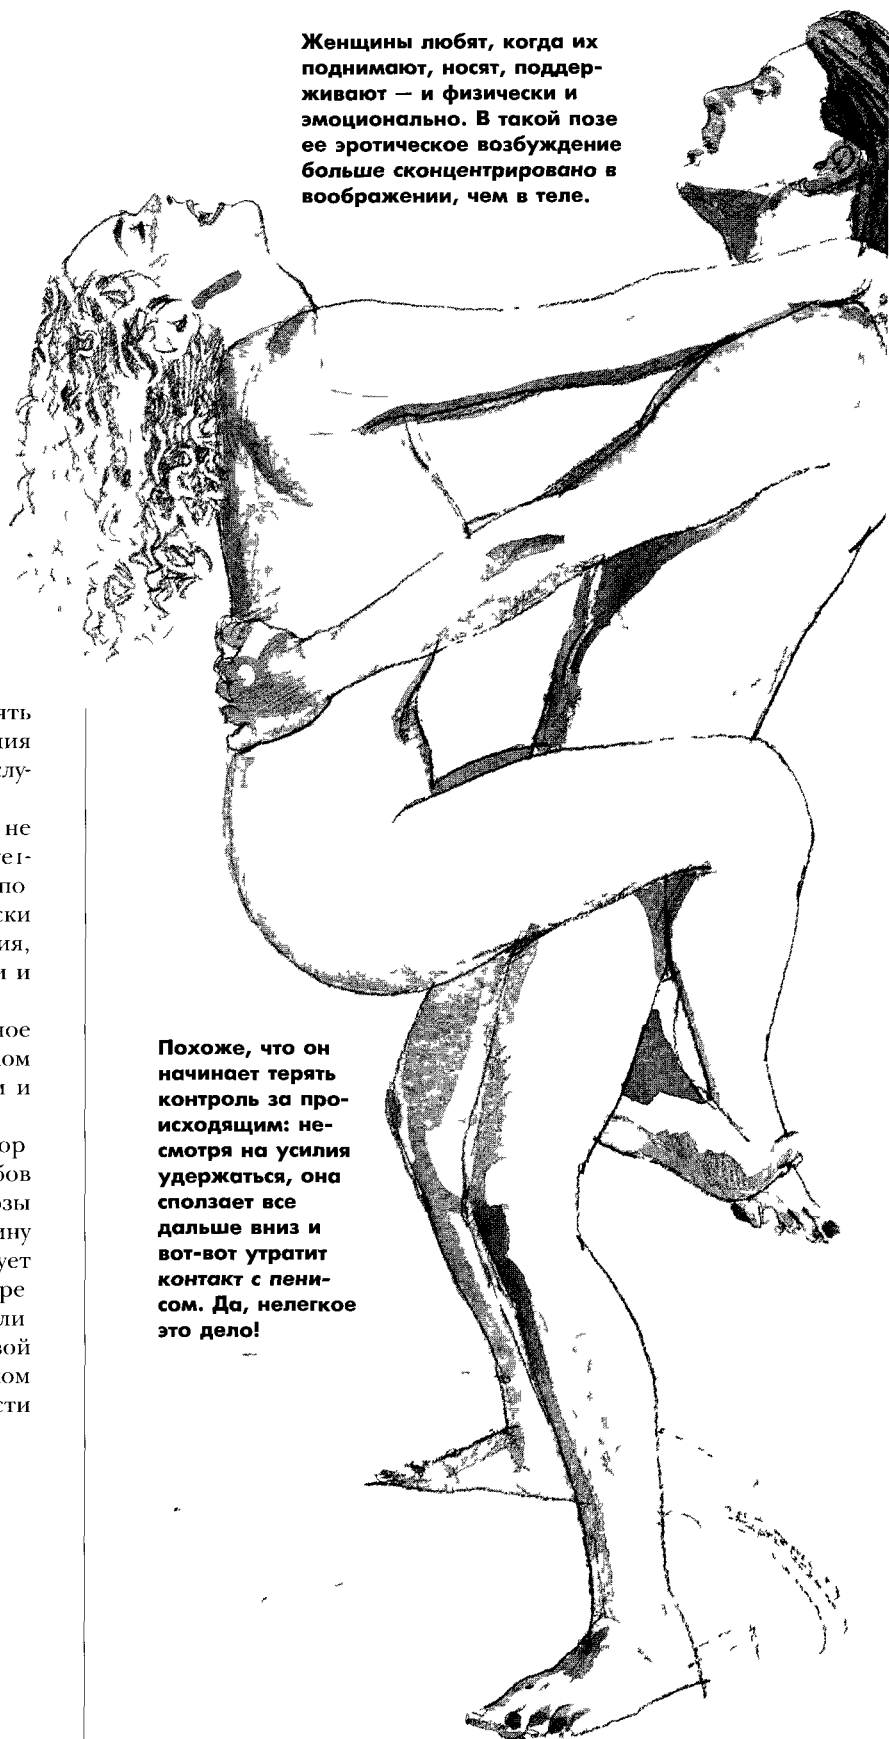 Женщины любят, когда их
поднимают, носят, поддер-
живают — и физически и
эмоционально. В такой позе
ее эротическое возбуждение
больше сконцентрировано в
воображении, чем в теле.
не
по
и и
и
Похоже, что он
начинает терять
контроль за про-
исходящим: не-
смотря на усилия
удержаться, она
сползает все
дальше вниз и
вот-вот утратит
контакт с пени-
сом. Да, нелегкое
это дело!